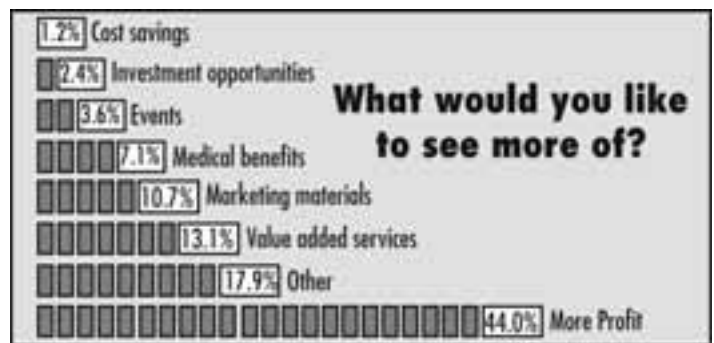 1.2% Cost savings
2.4% Investment opportunities
3.6% Events
7.1% Medical benefits
10.7% Marketing materials
13.1% Value added services
17.9% Other
44.0% More Profit
What would you like
to see more of?